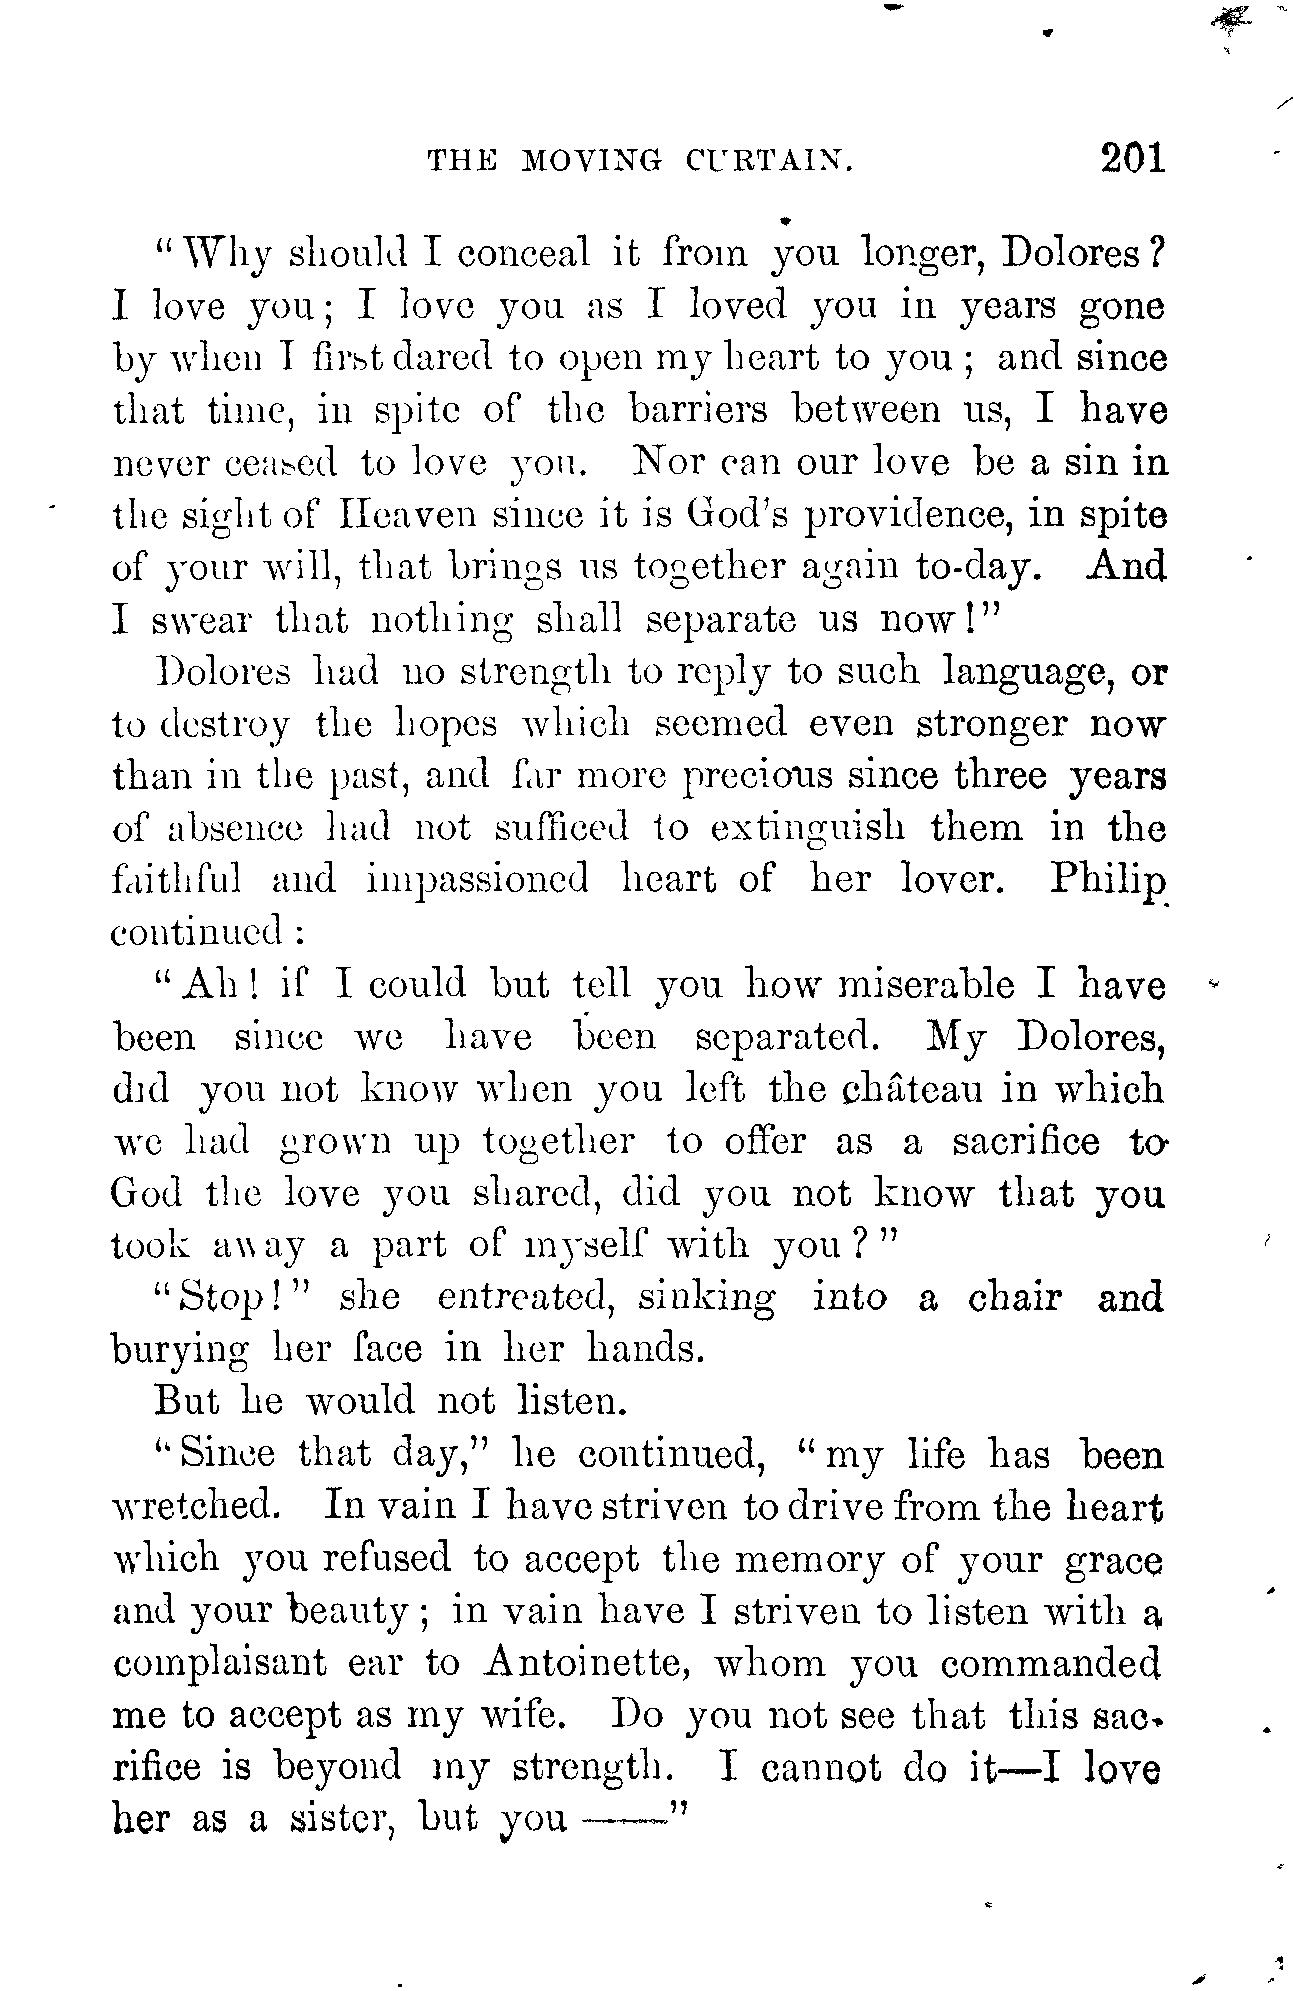 THE MOVING CURTAIN. 201
"Why should I conceal it from you longer, Dolores?
I love you; I love you as I loved you in years gone
by when I first dared to open my heart to you; and since
that time, in spite of the barriers between us, I have
never ceased to love you. Nor can our love be a sin in
the sight of Heaven since it is God's providence, in spite
of your will, that brings us together again to-day. And
I swear that nothing shall separate us now!"
Dolores had no strength to reply to such language, or
to destroy the hopes which seemed even stronger now
than in the past, and far more precious since three years
of absence had not sufficed to extinguish them in the
faithful and impassioned heart of her lover. Philip
continued:
"Ah! if I could but tell you how miserable I have
been since we have been separated. My Dolores,
did you not know when you left the château in which
we had grown up together to offer as a sacrifice to
God the love you shared, did you not know that you
took away a part of myself with you?"
"Stop!" she entreated, sinking into a chair and
burying her face in her hands.
But he would not listen.
"Since that day," he continued, "my life has been
wretched. In vain I have striven to drive from the heart
which you refused to accept the memory of your grace
and your beauty; in vain have I striven to listen with a
complaisant ear to Antoinette, whom you commanded
me to accept as my wife. Do you not see that this sac-
rifice is beyond my strength. I cannot do it—I love
her as a sister, but you ——"